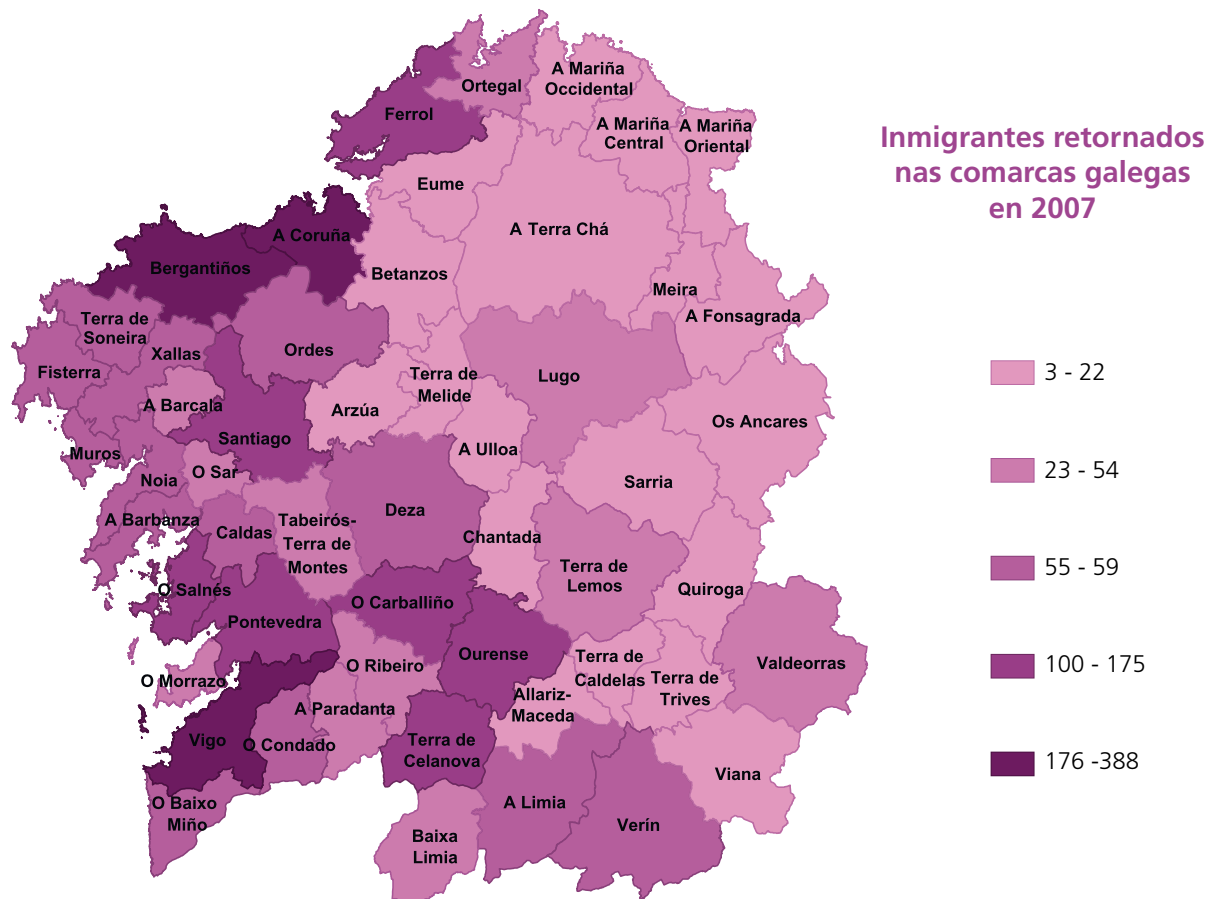 Inmigrantes retornados
nas comarcas galegas
en 2007
3 - 22
23 - 54
55 - 59
100 - 175
176 -388
A Mariña
Occidental
Ortegal
Ferrol
A Mariña
Central
A Mariña
Oriental
Eume
A Terra Chá
A Coruña
Bergantiños
Betanzos
Meira
A Fonsagrada
Terra de
Soneira
Xallas
Ordes
Fisterra
Terra de
Melide
Lugo
A Barcala
Arzúa
Os Ancares
Santiago
Muros
A Ulloa
Noia
O Sar
Sarria
Deza
A Barbanza
Caldas
Tabeirós-
Terra de
Montes
Chantada
Terra de
Lemos
O Salnés
Quiroga
O Carballiño
Pontevedra
Ourense
O Ribeiro
Terra de
Caldelas
Valdeorras
O Morrazo
Terra de
Trives
Allariz-
Maceda
A Paradanta
Vigo
O Condado
Terra de
Celanova
Viana
O Baixo
Miño
A Limia
Verín
Baixa
Limia